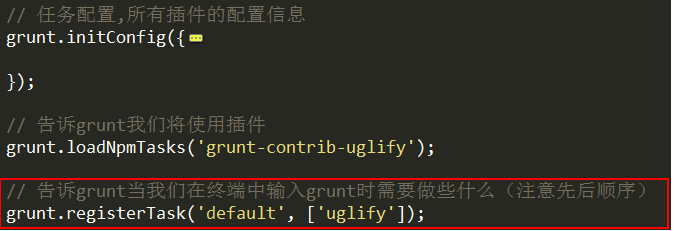 // 任务配置,所有插件的配置信息
grunt.initConfig({
});
// 告诉grunt我们将使用插件
grunt.loadNpmTasks('grunt-contrib-uglify');
// 告诉grunt当我们在终端中输入grunt时需要做些什么（注意先后顺序）
grunt.registerTask('default', ['uglify']);